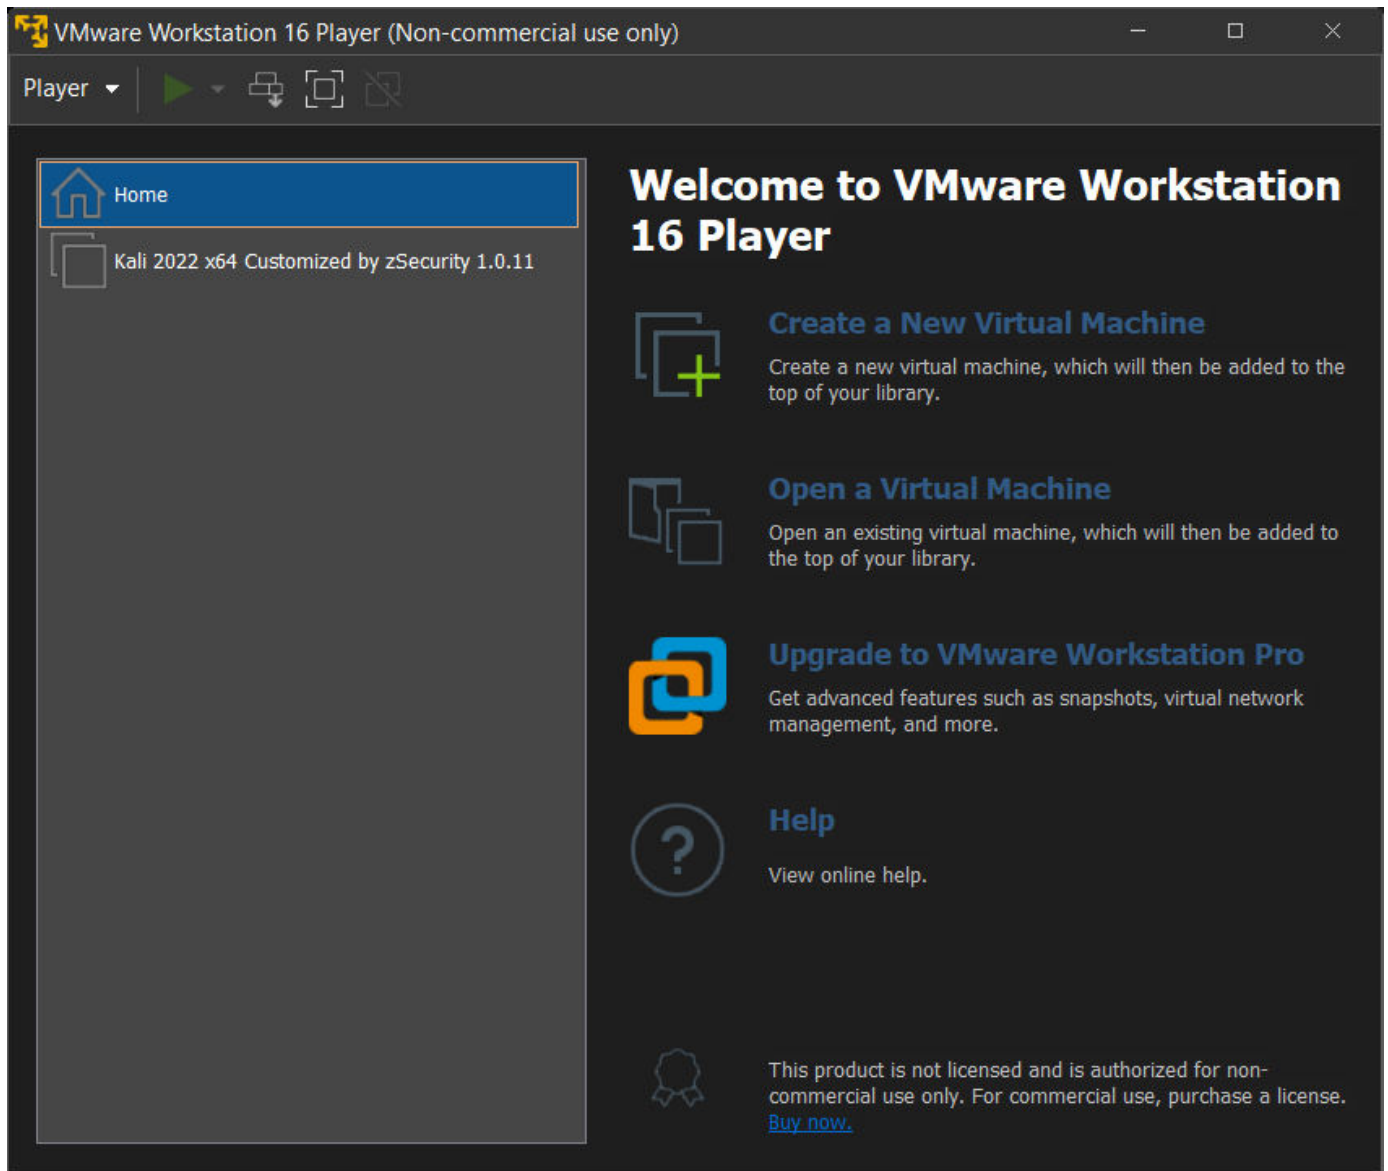 VMware Workstation 16 Player (Non-commercial use only)
Player
Home
Kali 2022 x64 Customized by zSecurity 1.0.11
Welcome to VMware Workstation
16 Player
Create a New Virtual Machine
Create a new virtual machine, which will then be added to the
top of your library.
Open a Virtual Machine
Open an existing virtual machine, which will then be added to
the top of your library.
Upgrade to VMware Workstation Pro
Get advanced features such as snapshots, virtual network
management, and more.
?
Help
View online help.
This product is not licensed and is authorized for non-
commercial use only. For commercial use, purchase a license.
Buy now.